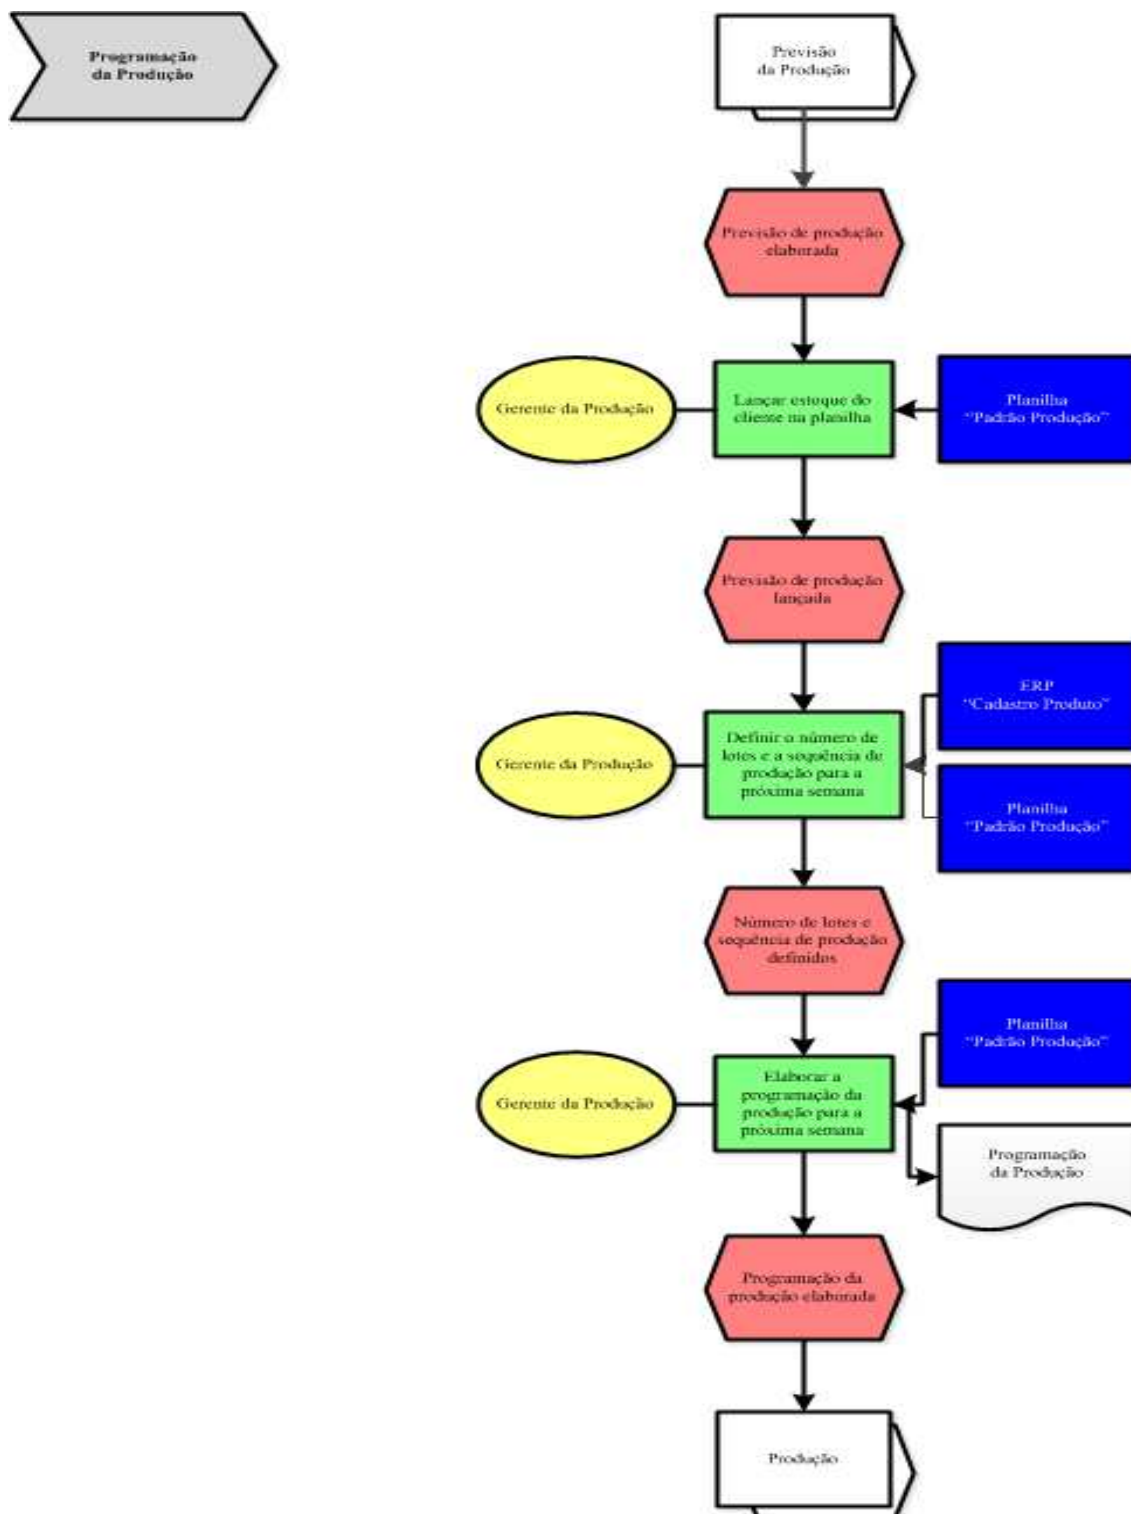 Programação
da Produção
Previsão
da Produção
Previsão de produção
elaborada
Gerente da Produção
Lançar estoque do
cliente na planilha
Planilha
“Padrão Produção”
Previsão de produção
lançada
ERP
“Cadastro Produto”
Gerente da Produção
Definir o número de
lotes e a sequência de
produção para a
próxima semana
Planilha
“Padrão Produção”
Número de lotes e
sequência de produção
definidos
Planilha
“Padrão Produção”
Gerente da Produção
Elaborar a
programação da
produção para a
próxima semana
Programação
da Produção
Programação da
produção elaborada
Produção